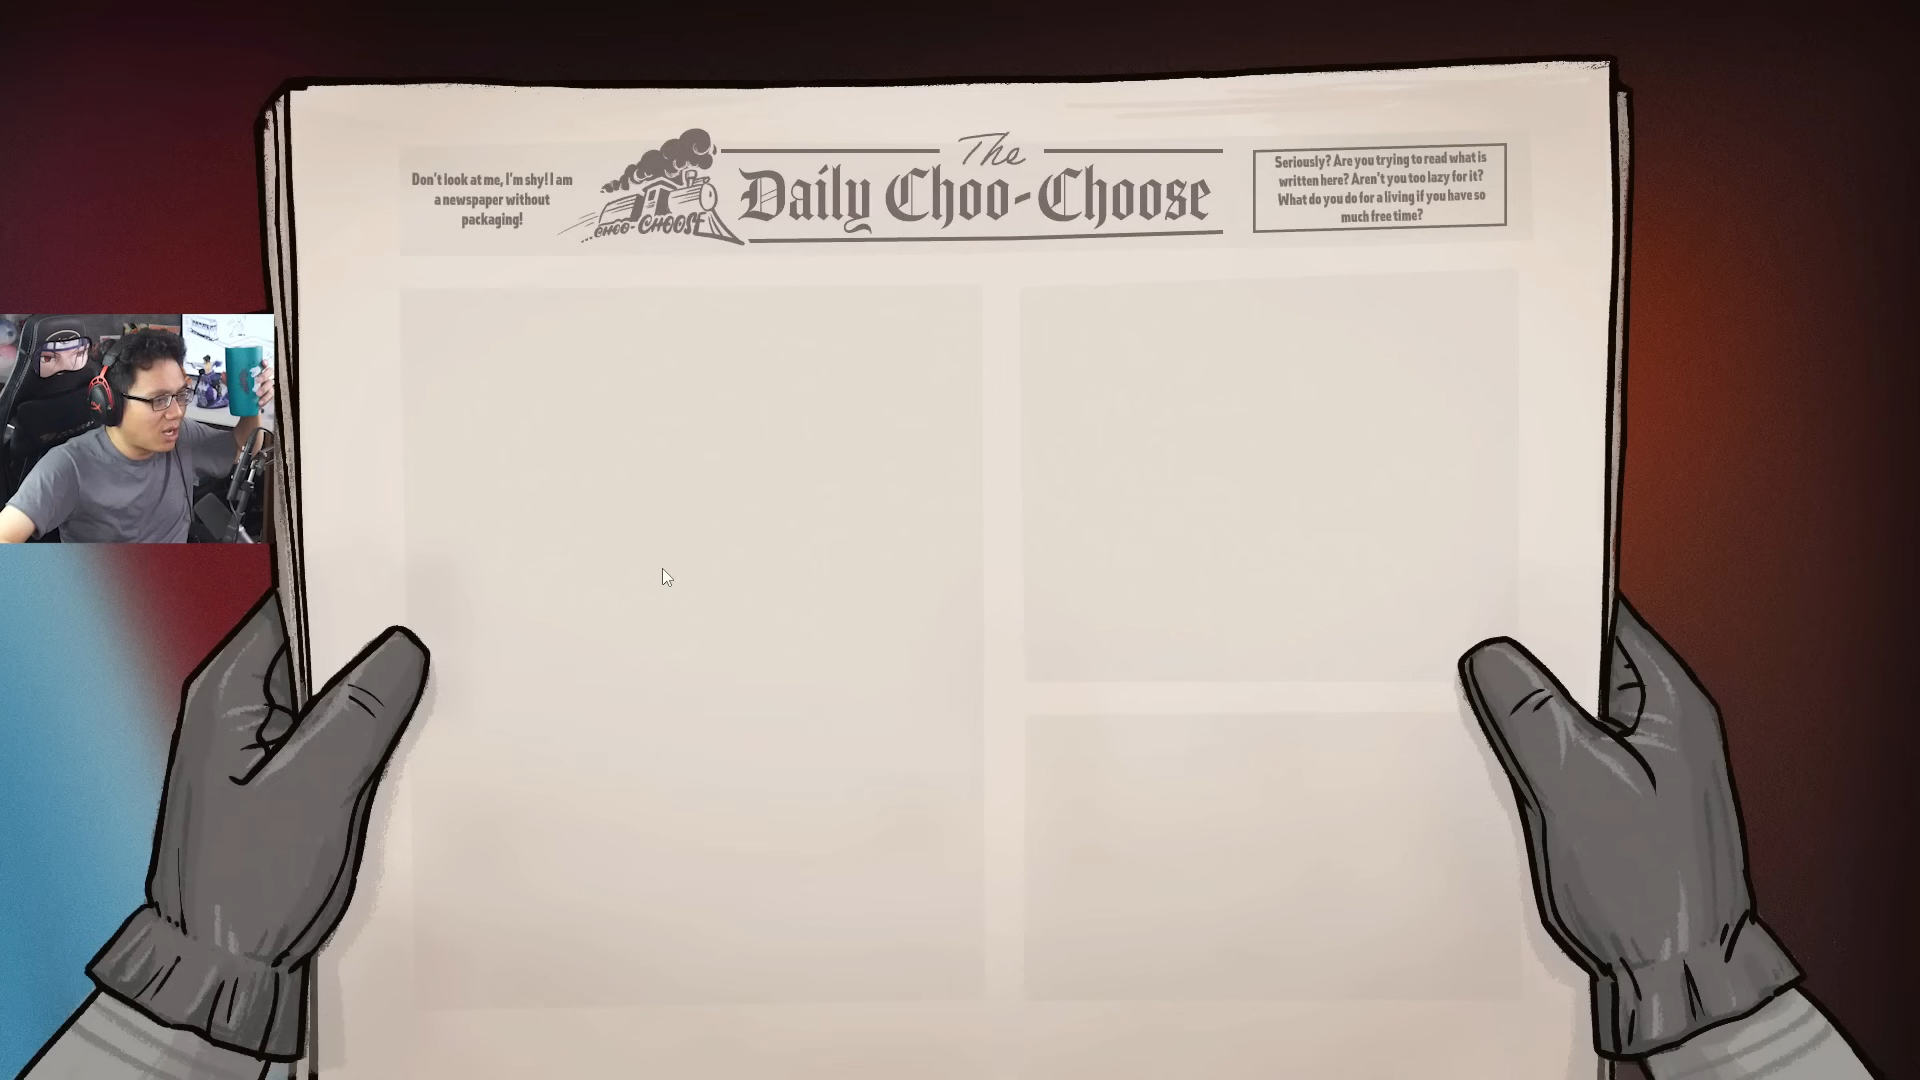 Don't look at me, I'm shy! I am
a newspaper without
packaging!
...CHOO-CHOOSE
The
Daily Choo-Choose
Seriously? Are you trying to read what is
written here? Aren't you too lazy for it?
What do you do for a living if you have so
much free time?